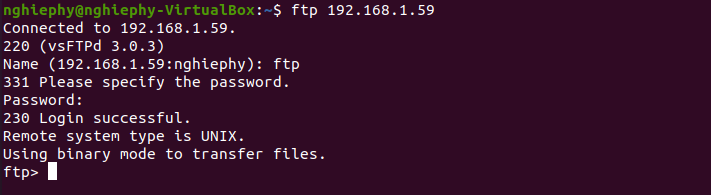 nghiephy@nghiephy-VirtualBox:~$ ftp 192.168.1.59
Connected to 192.168.1.59.
220 (vsFTPd 3.0.3)
Name (192.168.1.59:nghiephy): ftp
331 Please specify the password.
Password:
230 Login successful.
Remote system type is UNIX.
Using binary mode to transfer files.
ftp>